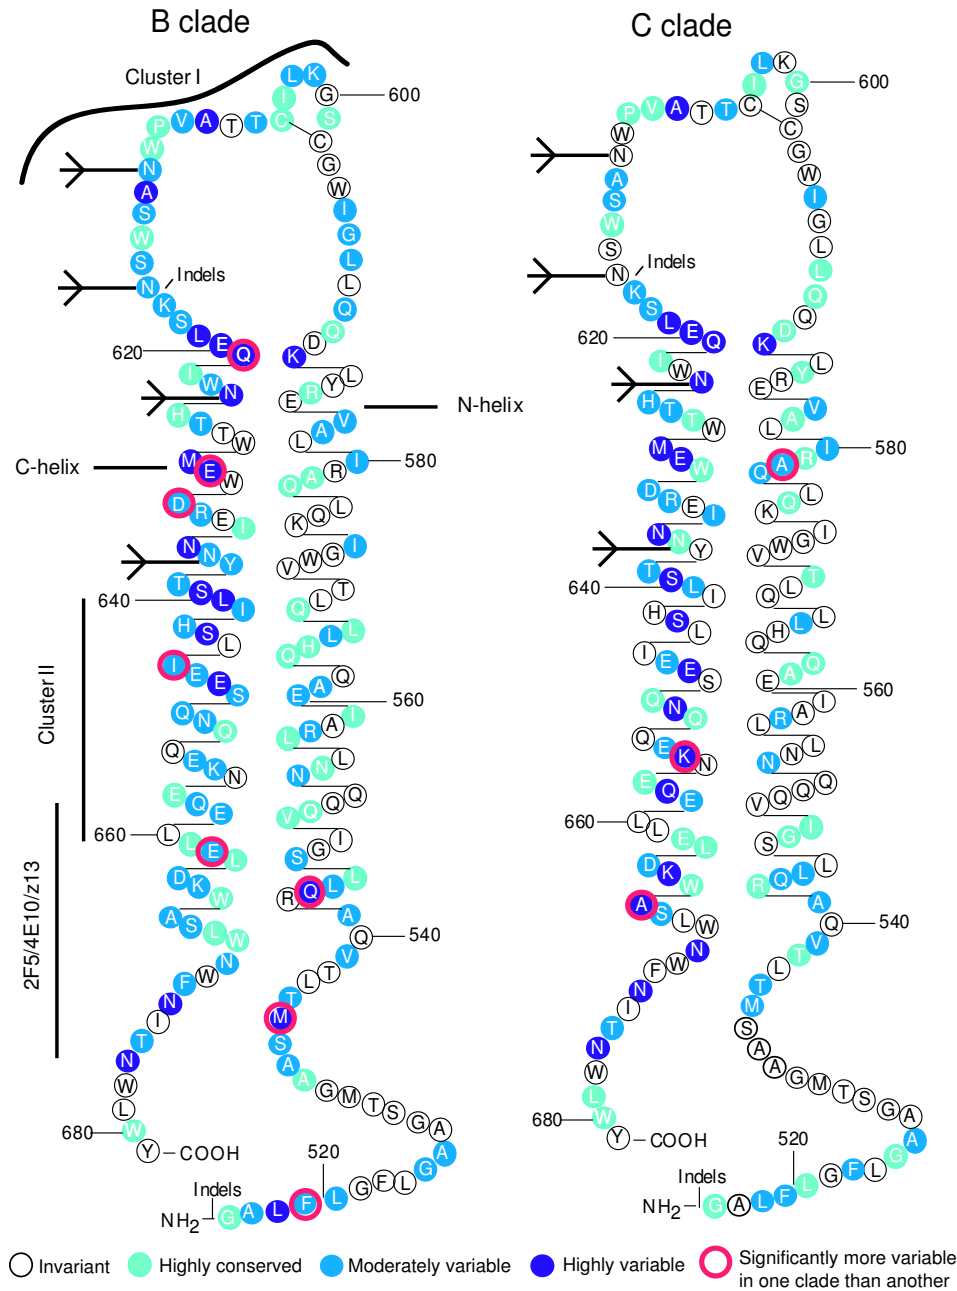 B clade
Cluster I
L K
G 600
I S
P V A T T C C
W G
N W
A I
S G
W L
S L
N Indels Q
K Q
S D
L E Q K
620
I W N L Y R E
H T T W V A L
N-helix
C-helix
M E W I R A Q
580
D R E I L Q K
N N Y I G W V
T S L I T L Q
640
H S L L L H Q
I E E S Q A E
560
Q N Q I A R L
Q E K N L N N
E Q E Q Q Q V
660
L L E L I G S
D K W L L Q R
A S L W A
N W F N Q 540
I V
T T L
N T
W M
L S
680 W A
Y COOH A
G M T S G A
A
520
G L F G L F L A G
Indels
NH2
Cluster II
2F5/4E10/z13
C clade
L K
I G 600
P V A T T C S
W C
N G
A W
S I
W G
S L
N Indels L
K Q
S Q
L E Q D
620 K
I W N L Y R E
H T T W V A L
M E W I R A Q
580
D R E I L Q K
N N Y I G W V
T S L I T L Q
640
H S L L L H Q
I E E S Q A E
560
Q N Q I A R L
Q E K N L N N
E Q E Q Q Q V
660
L L E L I G S
D K W L L Q R
A S L W A
N W F N Q 540
I V
T T L
N T
W M
L S
680 W A
Y COOH A
G M T S G A
A
520
G L F G L F L A G
Indels
NH2
Invariant
Highly conserved
Moderately variable
Highly variable
Significantly more variable
in one clade than another